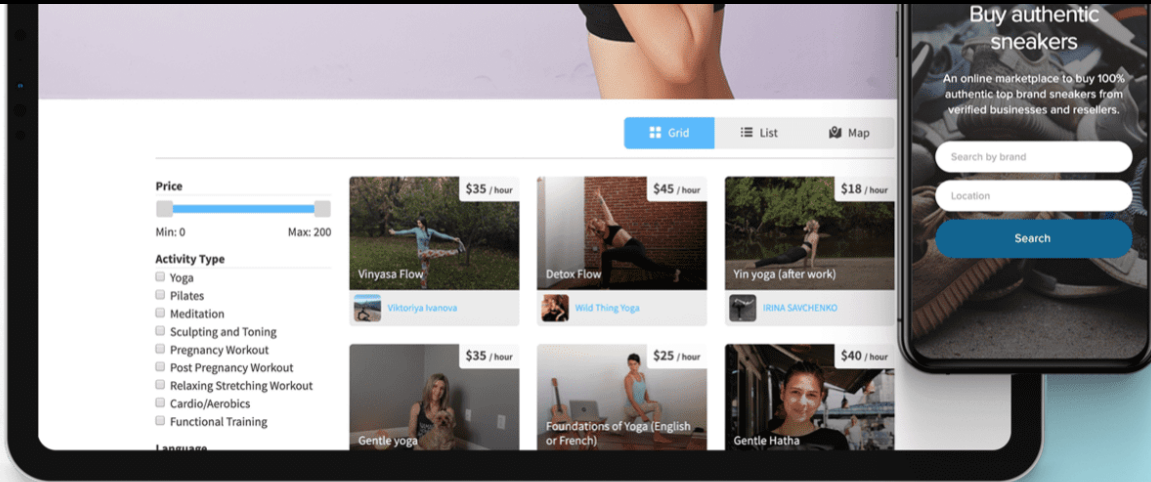 Buy authentic
sneakers
An online marketplace to buy 100%
authentic top brand sneakers from
verified businesses and resellers.
Search by brand
Location
Search
Grid
List
Map
Price
Min: 0
Max: 200
Activity Type
Yoga
Pilates
Meditation
Sculpting and Toning
Pregnancy Workout
Post Pregnancy Workout
Relaxing Stretching Workout
Cardio/Aerobics
Functional Training
Language
$35 / hour
Vinyasa Flow
Viktoriya Ivanova
$45 / hour
Detox Flow
Wild Thing Yoga
$18 / hour
Yin yoga (after work)
IRINA SAVCHENKO
$35 / hour
Gentle yoga
$25 / hour
Foundations of Yoga (English
or French)
$40 / hour
Gentle Hatha